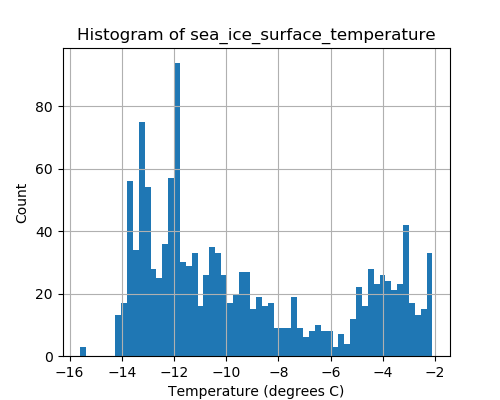 Histogram of sea_ice_surface_temperature
80
60
40
20
0
−16 −14 −12 −10 −8 −6 −4 −2
Count
Temperature (degrees C)